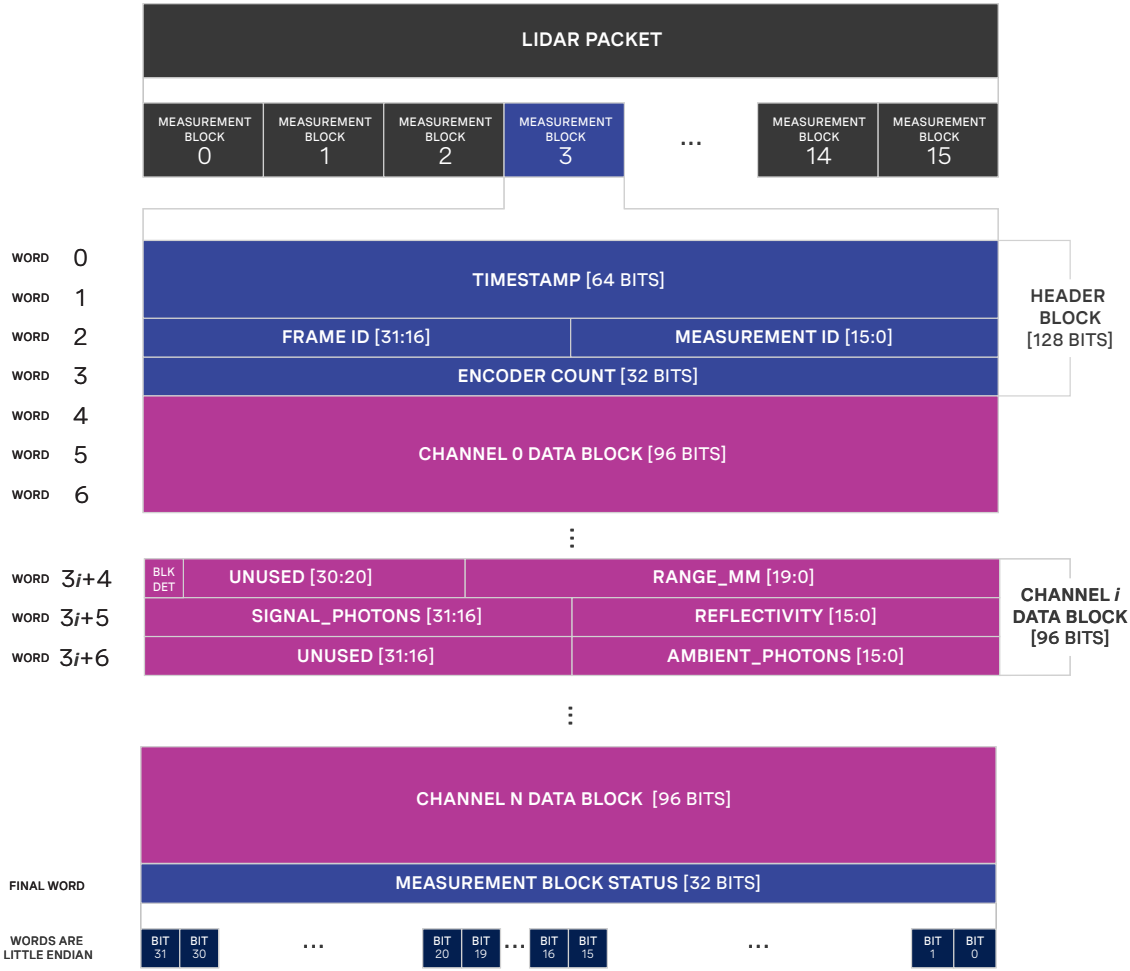 LIDAR PACKET
MEASUREMENT
BLOCK
0
MEASUREMENT
BLOCK
1
MEASUREMENT
BLOCK
2
MEASUREMENT
BLOCK
3
...
MEASUREMENT
BLOCK
14
MEASUREMENT
BLOCK
15
WORD 0
WORD 1
TIMESTAMP [64 BITS]
WORD 2
FRAME ID [31:16]
MEASUREMENT ID [15:0]
WORD 3
ENCODER COUNT [32 BITS]
HEADER
BLOCK
[128 BITS]
WORD 4
WORD 5
WORD 6
CHANNEL 0 DATA BLOCK [96 BITS]
⋮
WORD 3i+4
BLK
DET
UNUSED [30:20]
RANGE_MM [19:0]
WORD 3i+5
SIGNAL_PHOTONS [31:16]
REFLECTIVITY [15:0]
WORD 3i+6
UNUSED [31:16]
AMBIENT_PHOTONS [15:0]
CHANNEL i
DATA BLOCK
[96 BITS]
⋮
CHANNEL N DATA BLOCK [96 BITS]
FINAL WORD
MEASUREMENT BLOCK STATUS [32 BITS]
WORDS ARE
LITTLE ENDIAN
BIT
31
BIT
30
...
BIT
20
BIT
19
...
BIT
16
BIT
15
...
BIT
1
BIT
0